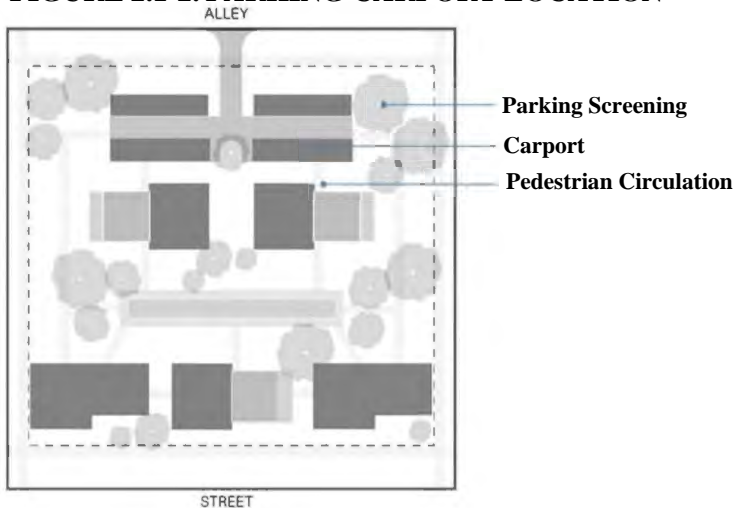 ALLEY
Parking Screening
Carport
Pedestrian Circulation
STREET